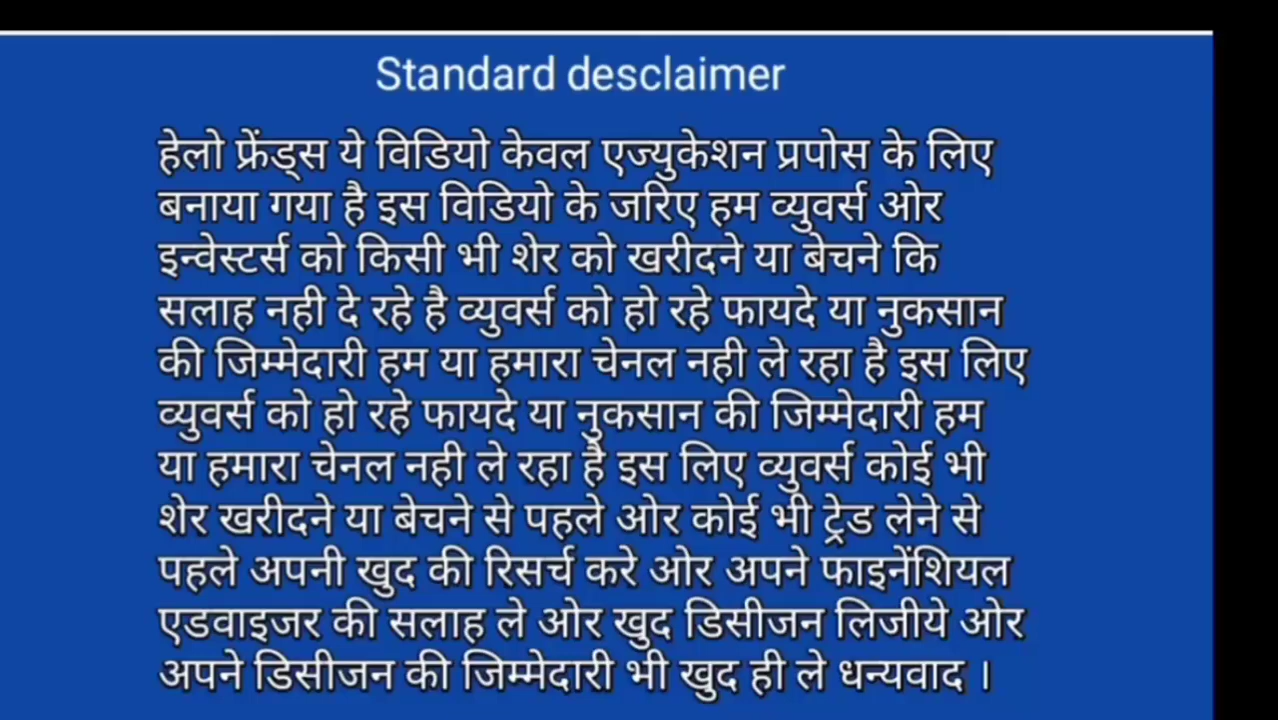 Standard desclaimer
हेलो फ्रेंड्स ये विडियो केवल एज्युकेशन प्रपोस के लिए
बनाया गया है इस विडियो के जरिए हम व्युवर्स ओर
इन्वेस्टर्स को किसी भी शेर को खरीदने या बेचने कि
सलाह नही दे रहे है व्युवर्स को हो रहे फायदे या नुकसान
की जिम्मेदारी हम या हमारा चेनल नही ले रहा है इस लिए
व्युवर्स को हो रहे फायदे या नुकसान की जिम्मेदारी हम
या हमारा चेनल नही ले रहा है इस लिए व्युवर्स कोई भी
शेर खरीदने या बेचने से पहले ओर कोई भी ट्रेड लेने से
पहले अपनी खुद की रिसर्च करे ओर अपने फाइनेंशियल
एडवाइजर की सलाह ले ओर खुद डिसीजन लिजीये ओर
अपने डिसीजन की जिम्मेदारी भी खुद ही ले धन्यवाद ।